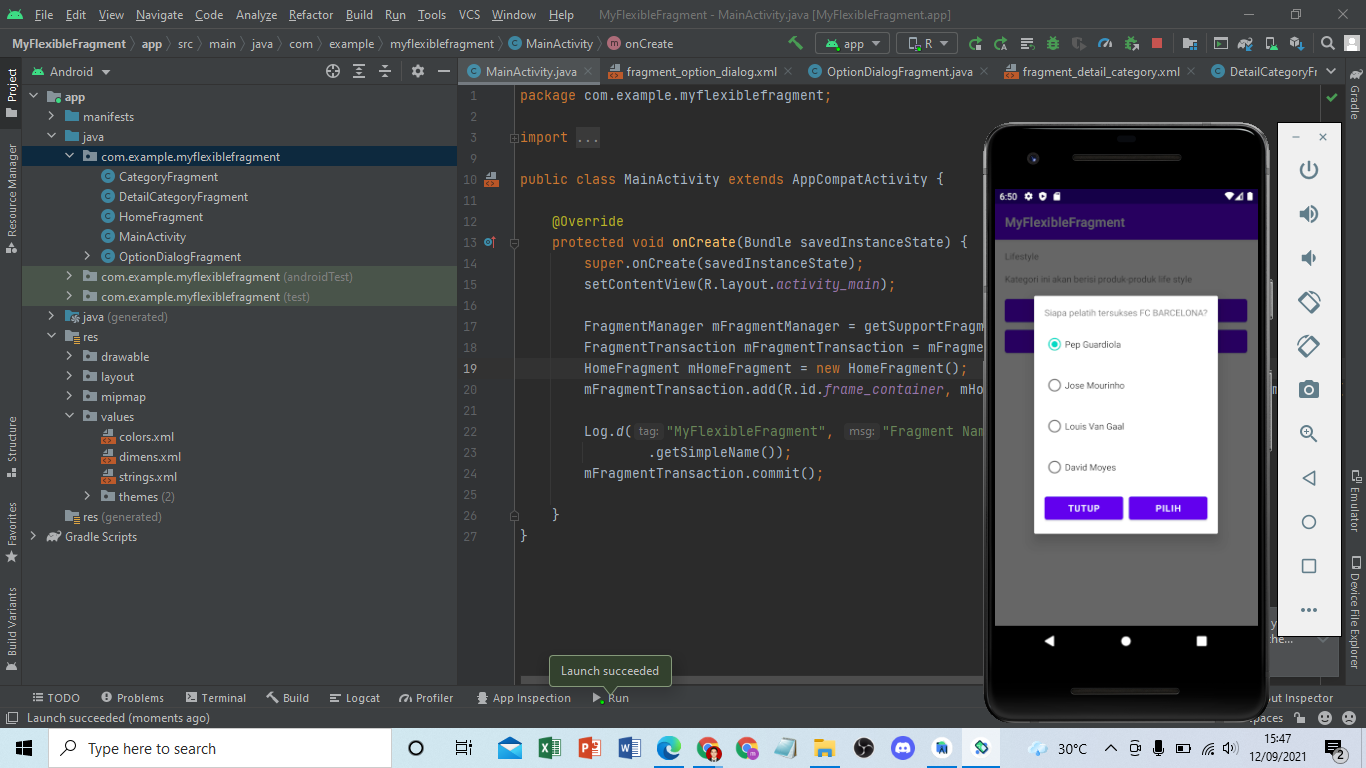 File Edit View Navigate Code Analyze Refactor Build Run Tools VCS Window Help MyFlexibleFragment - MainActivity.java [MyFlexibleFragment.app]
MyFlexibleFragment app src main java com example myflexiblefragment MainActivity onCreate app R
Project
Resource Manager
Structure
Favorites
Build Variants
Android
app
manifests
java
com.example.myflexiblefragment
CategoryFragment
DetailCategoryFragment
HomeFragment
MainActivity
OptionDialogFragment
com.example.myflexiblefragment (androidTest)
com.example.myflexiblefragment (test)
java (generated)
res
drawable
layout
mipmap
values
colors.xml
dimens.xml
strings.xml
themes (2)
res (generated)
Gradle Scripts
MainActivity.java fragment_option_dialog.xml OptionDialogFragment.java fragment_detail_category.xml DetailCategoryFr
1 package com.example.myflexiblefragment;
2
3 import ...
9
10 public class MainActivity extends AppCompatActivity {
11
12 @Override
13 protected void onCreate(Bundle savedInstanceState) {
14 super.onCreate(savedInstanceState);
15 setContentView(R.layout.activity_main);
16
17 FragmentManager mFragmentManager = getSupportFragm
18 FragmentTransaction mFragmentTransaction = mFragme
19 HomeFragment mHomeFragment = new HomeFragment();
20 mFragmentTransaction.add(R.id.frame_container, mHo
21
22 Log.d( tag: "MyFlexibleFragment", msg: "Fragment Nam
23 .getSimpleName());
24 mFragmentTransaction.commit();
25
26 }
27 }
6:50
MyFlexibleFragment
Lifestyle
Kategori ini akan berisi produk-produk life style
Siapa pelatih tersukses FC BARCELONA?
Pep Guardiola
Jose Mourinho
Louis Van Gaal
David Moyes
TUTUP PILIH
Gradle
Emulator
Device File Explorer
the...
Launch succeeded
TODO Problems Terminal Build Logcat Profiler App Inspection Run out Inspector
Launch succeeded (moments ago) paces
Type here to search
30°C
15:47
12/09/2021
2